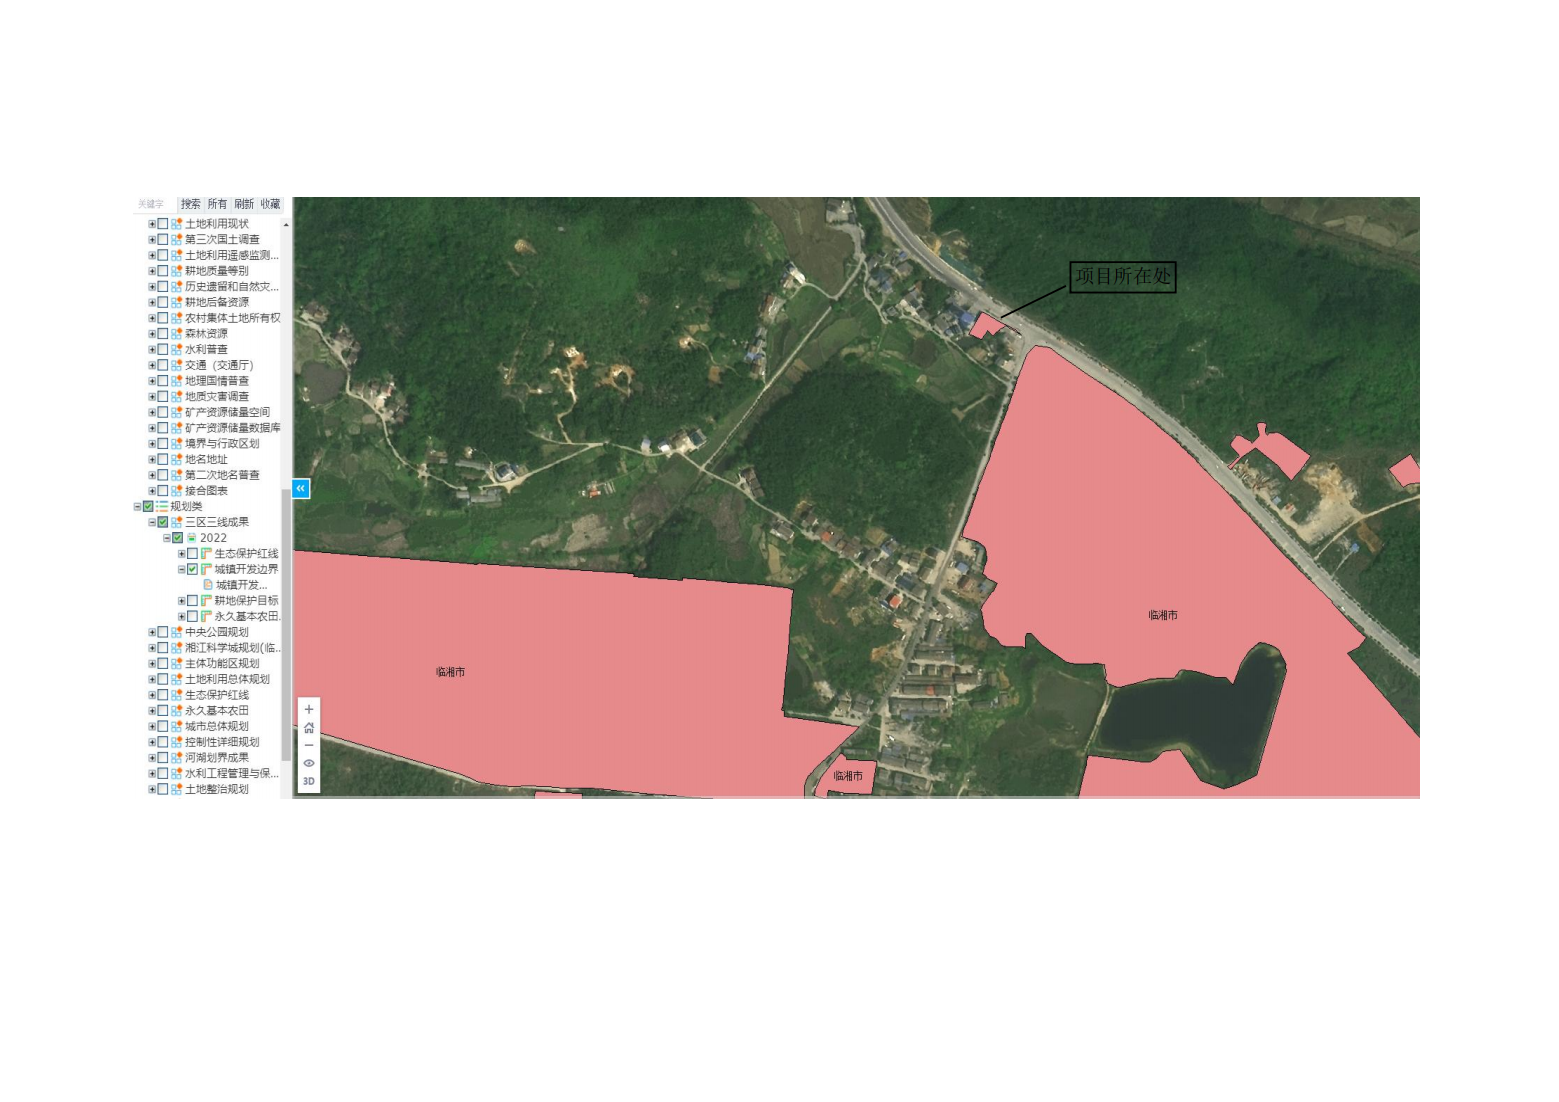 关键字 搜索 所有 刷新 收藏
土地利用现状
第三次国土调查
土地利用遥感监测...
耕地质量等别
历史遗留和自然灾...
耕地后备资源
农村集体土地所有权
森林资源
水利普查
交通（交通厅）
地理国情普查
地质灾害调查
矿产资源储量空间
矿产资源储量数据库
境界与行政区划
地名地址
第二次地名普查
接合图表
规划类
三区三线成果
2022
生态保护红线
城镇开发边界
城镇开发...
耕地保护目标
永久基本农田.
中央公园规划
湘江科学城规划(临..
主体功能区规划
土地利用总体规划
生态保护红线
永久基本农田
城市总体规划
控制性详细规划
河湖划界成果
水利工程管理与保...
土地整治规划
3D
项目所在处
临湘市
临湘市
临湘市